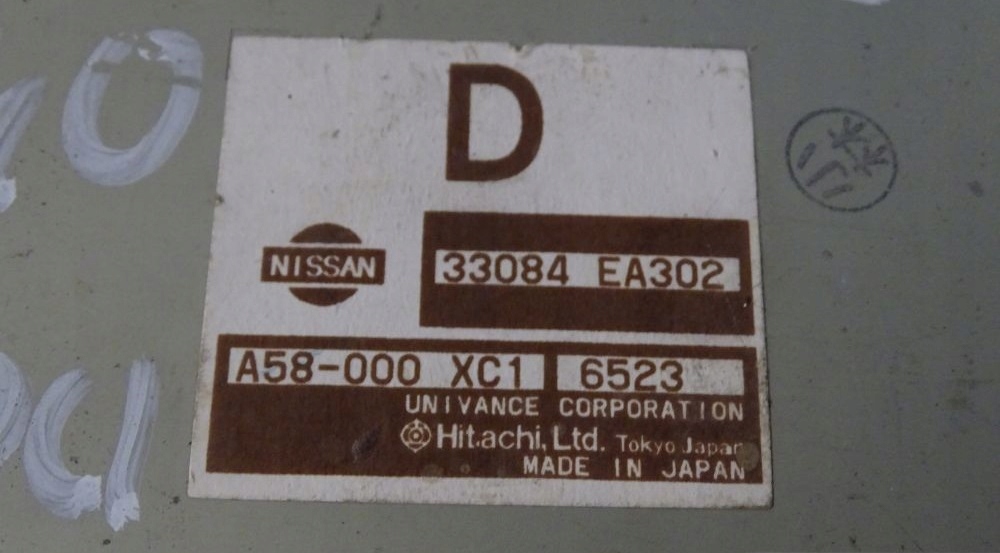 D
NISSAN
33084 EA302
A58-000 XC1 6523
UNIVANCE CORPORATION
Hitachi, Ltd. Tokyo Japan
MADE IN JAPAN